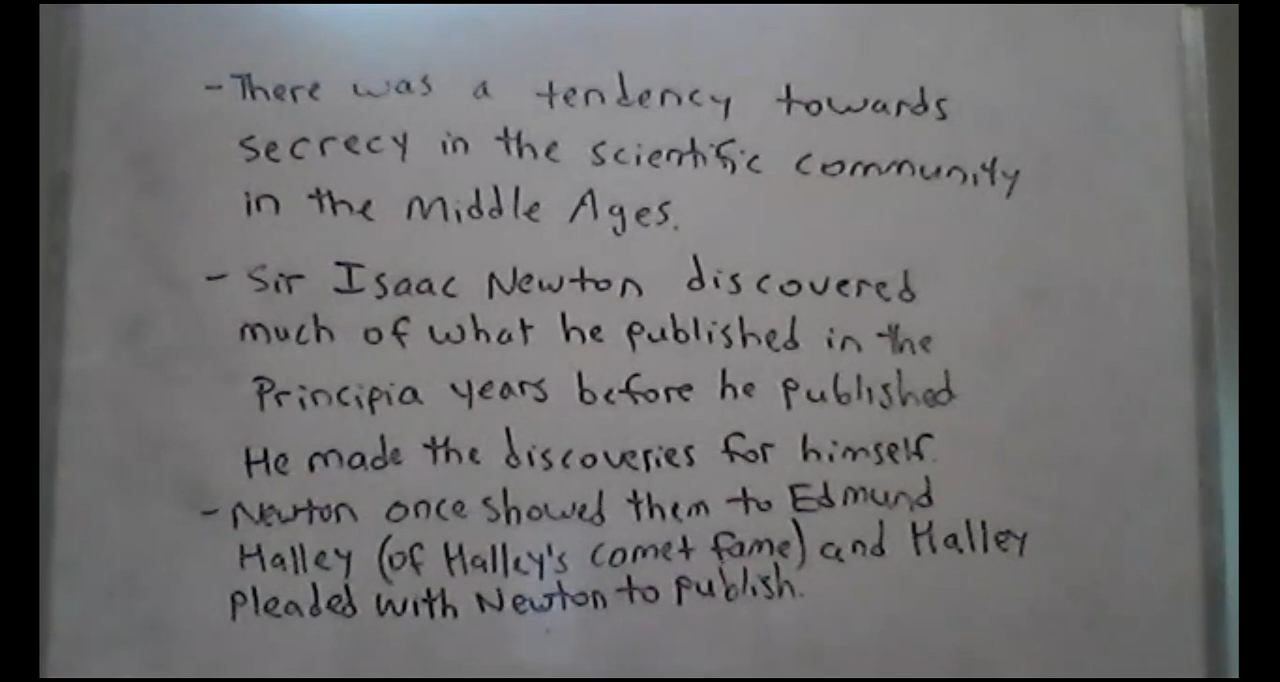 - There was a tendency towards
secrecy in the scientific community
in the Middle Ages.
- Sir Isaac Newton discovered
much of what he published in the
Principia years before he published
He made the discoveries for himself.
- Newton once showed them to Edmund
Halley (of Halley's comet fame) and Halley
pleaded with Newton to publish.